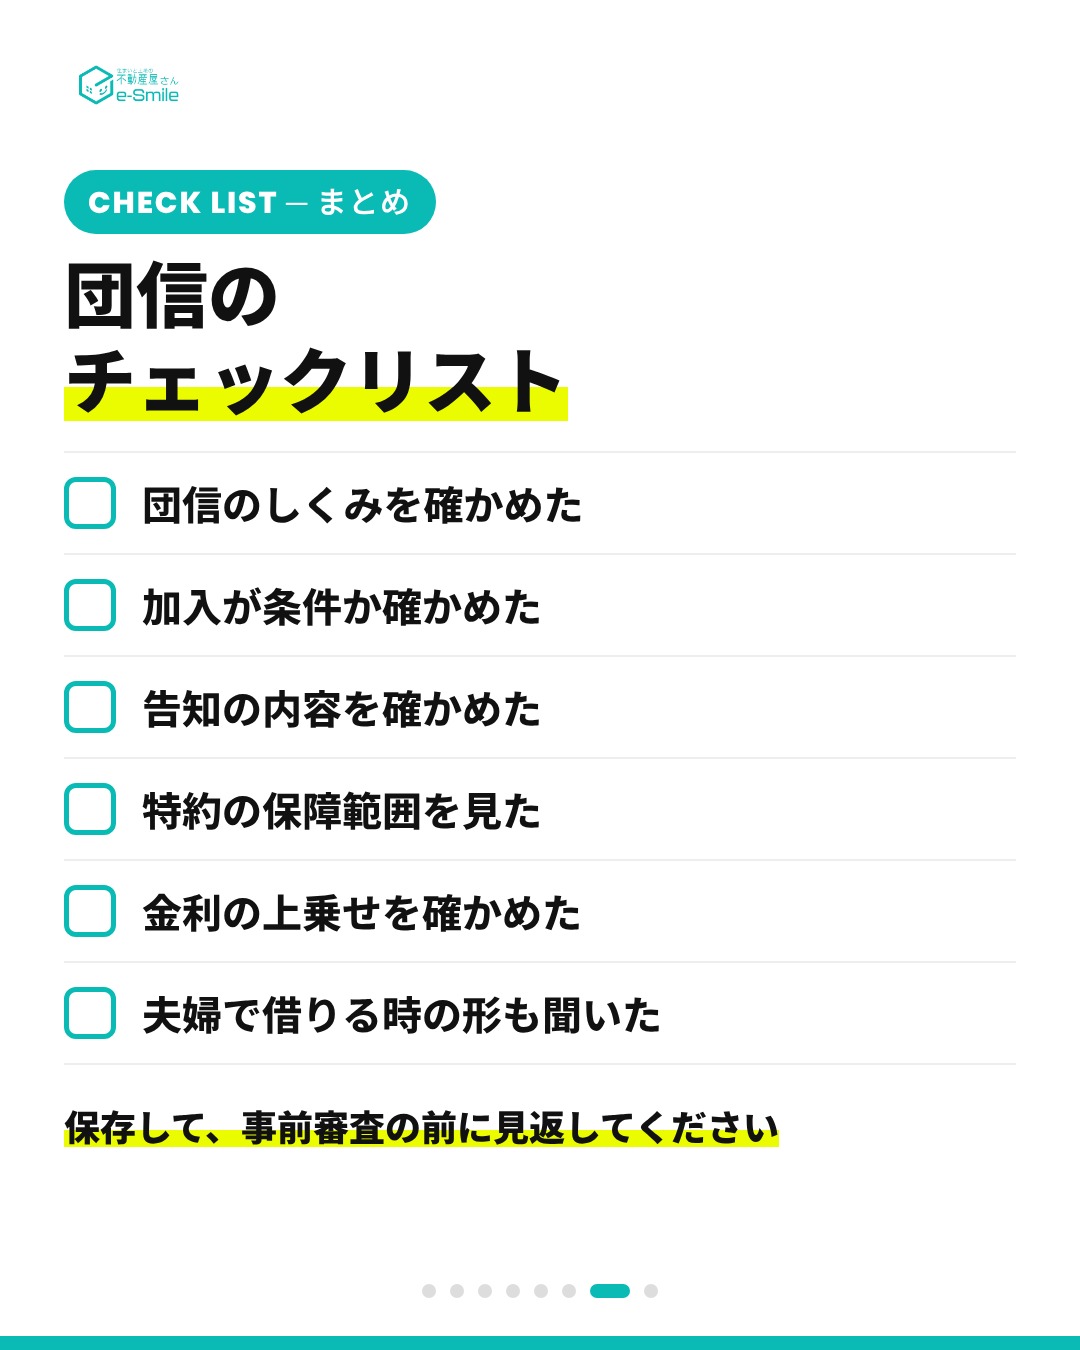 不動産屋さん
e-Smile
CHECK LIST — まとめ
団信の
チェックリスト
団信のしくみを確かめた
加入が条件か確かめた
告知の内容を確かめた
特約の保障範囲を見た
金利の上乗せを確かめた
夫婦で借りる時の形も聞いた
保存して、事前審査の前に見返してください